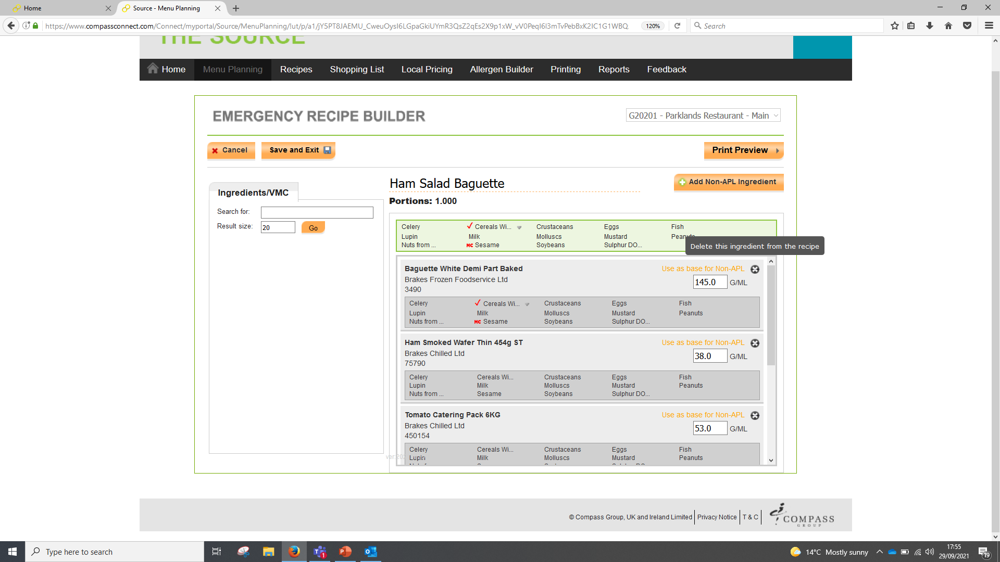 Home
Source - Menu Planning
https://www.compassconnect.com/Connect/myportal/Source/MenuPlanning/!ut/p/a1/jY5PT8JAEMU_CweuOysI6LGpaGkiUYmR3QsZ2qEs2X9p1xW_vV0PeqI6l3mTvPebBxK2IC1G1WBQ
120%
Search
THE SOURCE
Home
Menu Planning
Recipes
Shopping List
Local Pricing
Allergen Builder
Printing
Reports
Feedback
EMERGENCY RECIPE BUILDER
G20201 - Parklands Restaurant - Main
Cancel
Save and Exit
Print Preview
Ingredients/VMC
Search for:
Result size:
20
Go
Ham Salad Baguette
Add Non-APL Ingredient
Portions: 1.000
Celery Cereals Wi... Crustaceans Eggs Fish
Lupin Milk Molluscs Mustard Peanuts
Nuts from ... MC Sesame Soybeans Sulphur DO...
Delete this ingredient from the recipe
Baguette White Demi Part Baked
Use as base for Non-APL
Brakes Frozen Foodservice Ltd
145.0 G/ML
3490
Celery Cereals Wi... Crustaceans Eggs Fish
Lupin Milk Molluscs Mustard Peanuts
Nuts from ... MC Sesame Soybeans Sulphur DO...
Ham Smoked Wafer Thin 454g ST
Use as base for Non-APL
Brakes Chilled Ltd
38.0 G/ML
75790
Celery Cereals Wi... Crustaceans Eggs Fish
Lupin Milk Molluscs Mustard Peanuts
Nuts from ... Sesame Soybeans Sulphur DO...
Tomato Catering Pack 6KG
Use as base for Non-APL
Brakes Chilled Ltd
53.0 G/ML
450154
Celery Cereals Wi... Crustaceans Eggs Fish
Lupin Milk Molluscs Mustard Peanuts
© Compass Group, UK and Ireland Limited
Privacy Notice
T & C
COMPASS
GROUP
Type here to search
1
14°C Mostly sunny
17:55
29/09/2021
19